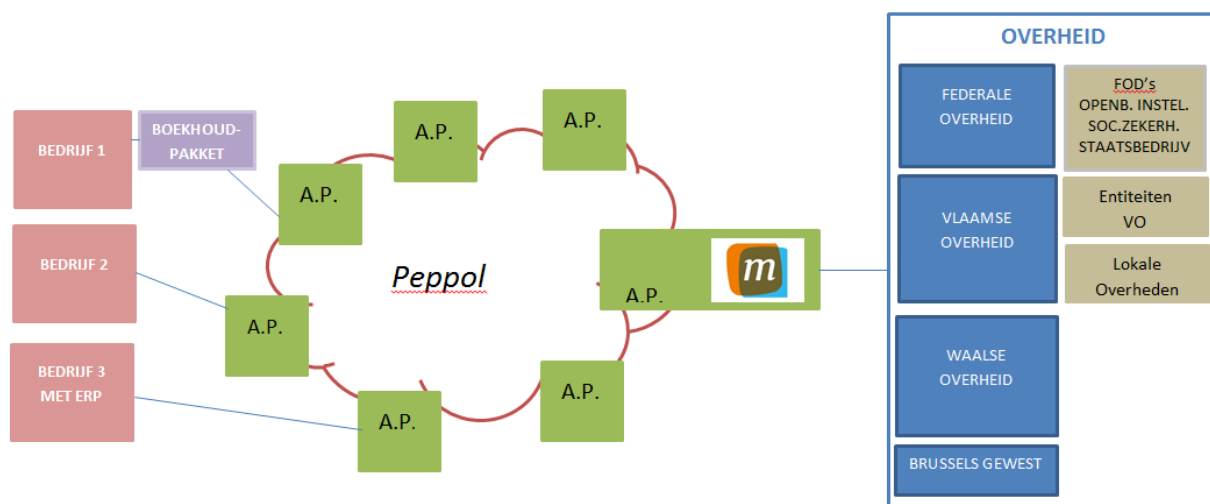 OVERHEID
BEDRIJF 1
BOEKHOUD-
PAKKET
A.P.
A.P.
A.P.
FEDERALE
OVERHEID
FOD's
OPENB. INSTEL.
SOC.ZEKERH.
STAATSBEDRIJV
BEDRIJF 2
Peppol
A.P.
m
VLAAMSE
OVERHEID
Entiteiten
VO
Lokale
Overheden
A.P.
BEDRIJF 3
MET ERP
A.P.
A.P.
WAALSE
OVERHEID
BRUSSELS GEWEST